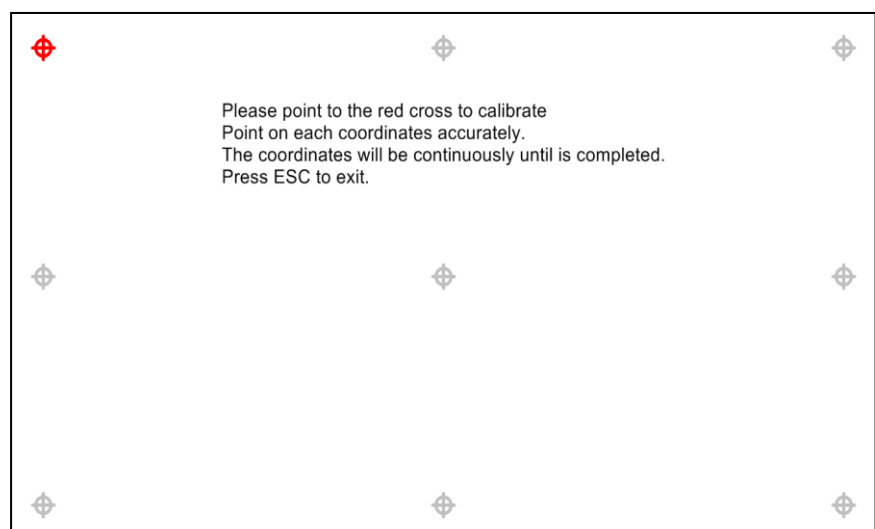 Please point to the red cross to calibrate
Point on each coordinates accurately.
The coordinates will be continuously until is completed.
Press ESC to exit.